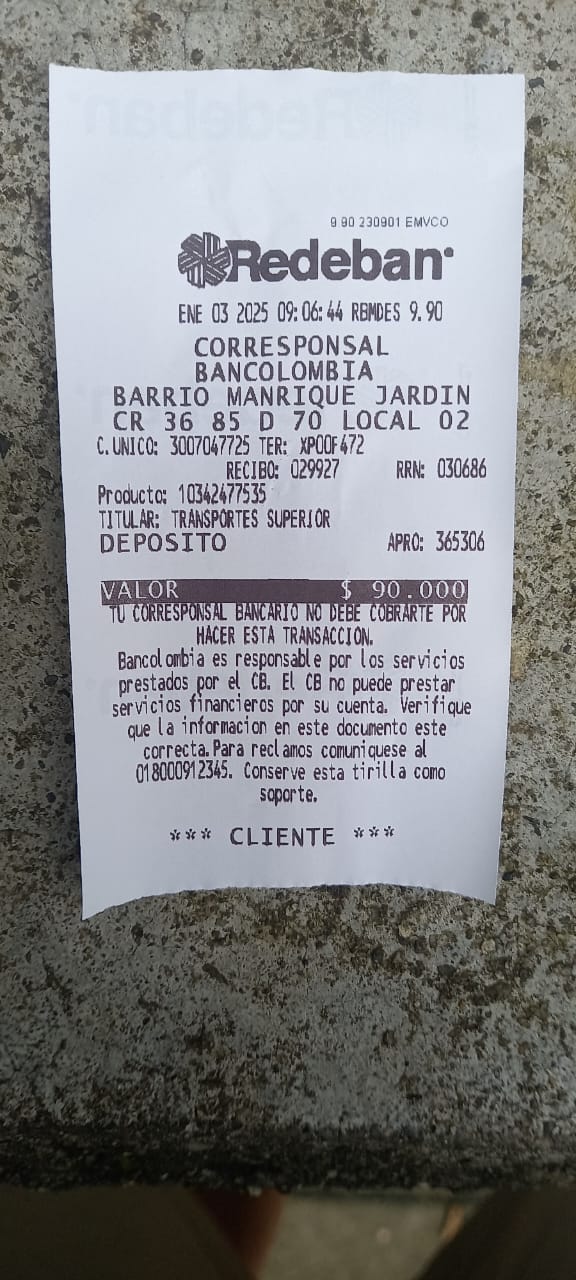 9.90 230901 EMVCO
Redeban
ENE 03 2025 09:06:44 RBMDES 9.90
CORRESPONSAL
BANCOLOMBIA
BARRIO MANRIQUE JARDIN
CR 36 85 D 70 LOCAL 02
C.UNICO: 3007047725 TER: XPOOF472
RECIBO: 029927 RRN: 030686
Producto: 10342477535
TITULAR: TRANSPORTES SUPERIOR
DEPOSITO APRO: 365306
VALOR $ 90.000
TU CORRESPONSAL BANCARIO NO DEBE COBRARTE POR
HACER ESTA TRANSACCION.
Bancolombia es responsable por los servicios
prestados por el CB. El CB no puede prestar
servicios financieros por su cuenta. Verifique
que la informacion en este documento este
correcta. Para reclamos comuniquese al
018000912345. Conserve esta tirilla como
soporte.
*** CLIENTE ***